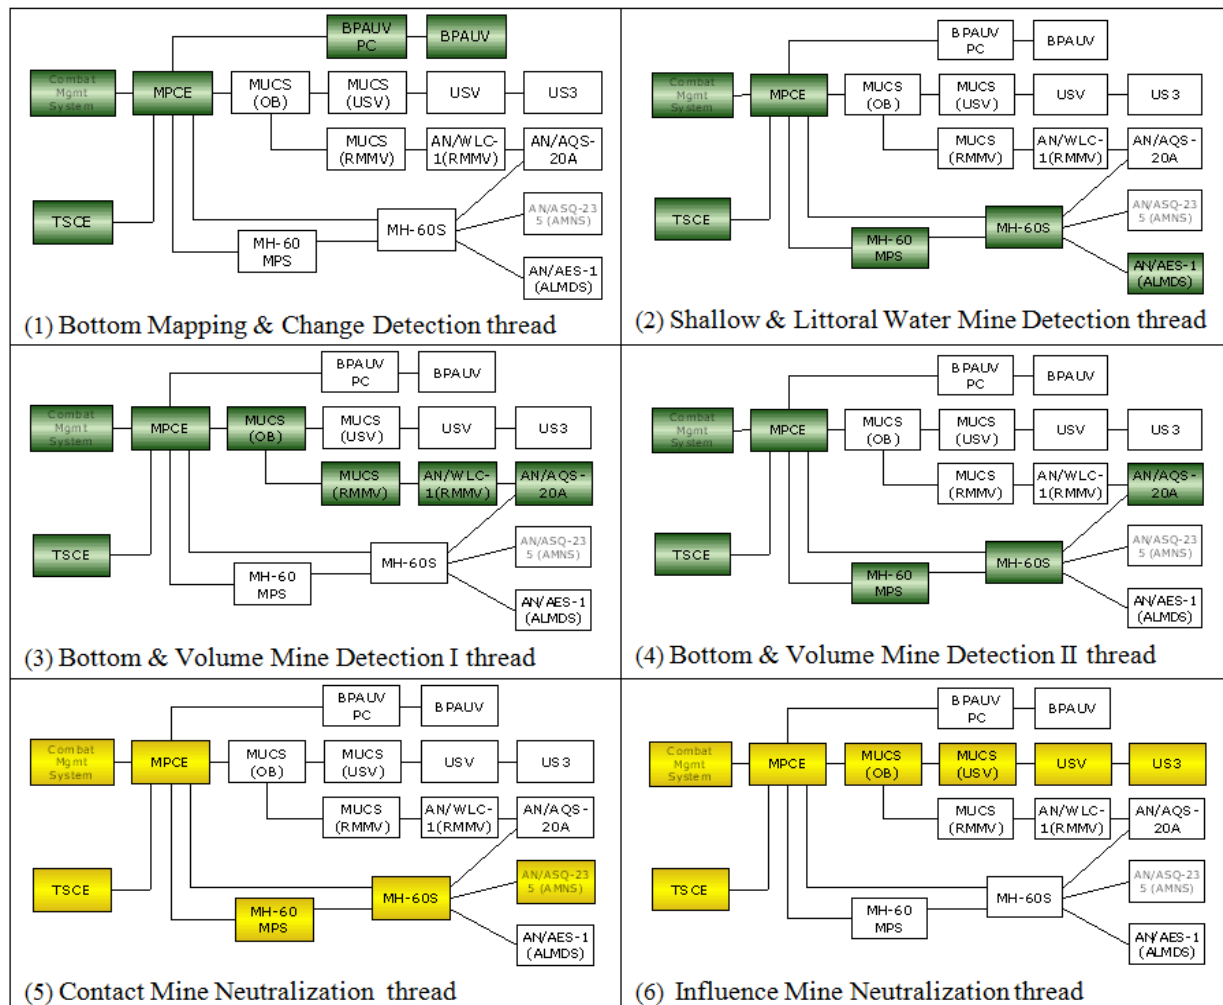 BPAUV
PC
BPAUV
Combat
Mgmt
System
MPCE
MUCS
(OB)
MUCS
(USV)
USV
US3
MUCS
(RMMV)
AN/WLC-
1(RMMV)
AN/AQS-
20A
TSCE
AN/ASQ-23
5 (AMNS)
MH-60S
MH-60
MPS
AN/AES-1
(ALMDS)
(1) Bottom Mapping & Change Detection thread
BPAUV
PC
BPAUV
Combat
Mgmt
System
MPCE
MUCS
(OB)
MUCS
(USV)
USV
US3
MUCS
(RMMV)
AN/WLC-
1(RMMV)
AN/AQS-
20A
TSCE
AN/ASQ-23
5 (AMNS)
MH-60S
MH-60
MPS
AN/AES-1
(ALMDS)
(2) Shallow & Littoral Water Mine Detection thread
BPAUV
PC
BPAUV
Combat
Mgmt
System
MPCE
MUCS
(OB)
MUCS
(USV)
USV
US3
MUCS
(RMMV)
AN/WLC-
1(RMMV)
AN/AQS-
20A
TSCE
AN/ASQ-23
5 (AMNS)
MH-60S
MH-60
MPS
AN/AES-1
(ALMDS)
(3) Bottom & Volume Mine Detection I thread
BPAUV
PC
BPAUV
Combat
Mgmt
System
MPCE
MUCS
(OB)
MUCS
(USV)
USV
US3
MUCS
(RMMV)
AN/WLC-
1(RMMV)
AN/AQS-
20A
TSCE
AN/ASQ-23
5 (AMNS)
MH-60S
MH-60
MPS
AN/AES-1
(ALMDS)
(4) Bottom & Volume Mine Detection II thread
BPAUV
PC
BPAUV
Combat
Mgmt
System
MPCE
MUCS
(OB)
MUCS
(USV)
USV
US3
MUCS
(RMMV)
AN/WLC-
1(RMMV)
AN/AQS-
20A
TSCE
AN/ASQ-23
5 (AMNS)
MH-60S
MH-60
MPS
AN/AES-1
(ALMDS)
(5) Contact Mine Neutralization thread
BPAUV
PC
BPAUV
Combat
Mgmt
System
MPCE
MUCS
(OB)
MUCS
(USV)
USV
US3
MUCS
(RMMV)
AN/WLC-
1(RMMV)
AN/AQS-
20A
TSCE
AN/ASQ-23
5 (AMNS)
MH-60S
MH-60
MPS
AN/AES-1
(ALMDS)
(6) Influence Mine Neutralization thread